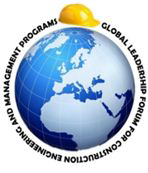 GLOBAL LEADERSHIP FORUM FOR CONSTRUCTION ENGINEERING AND MANAGEMENT PROGRAMS